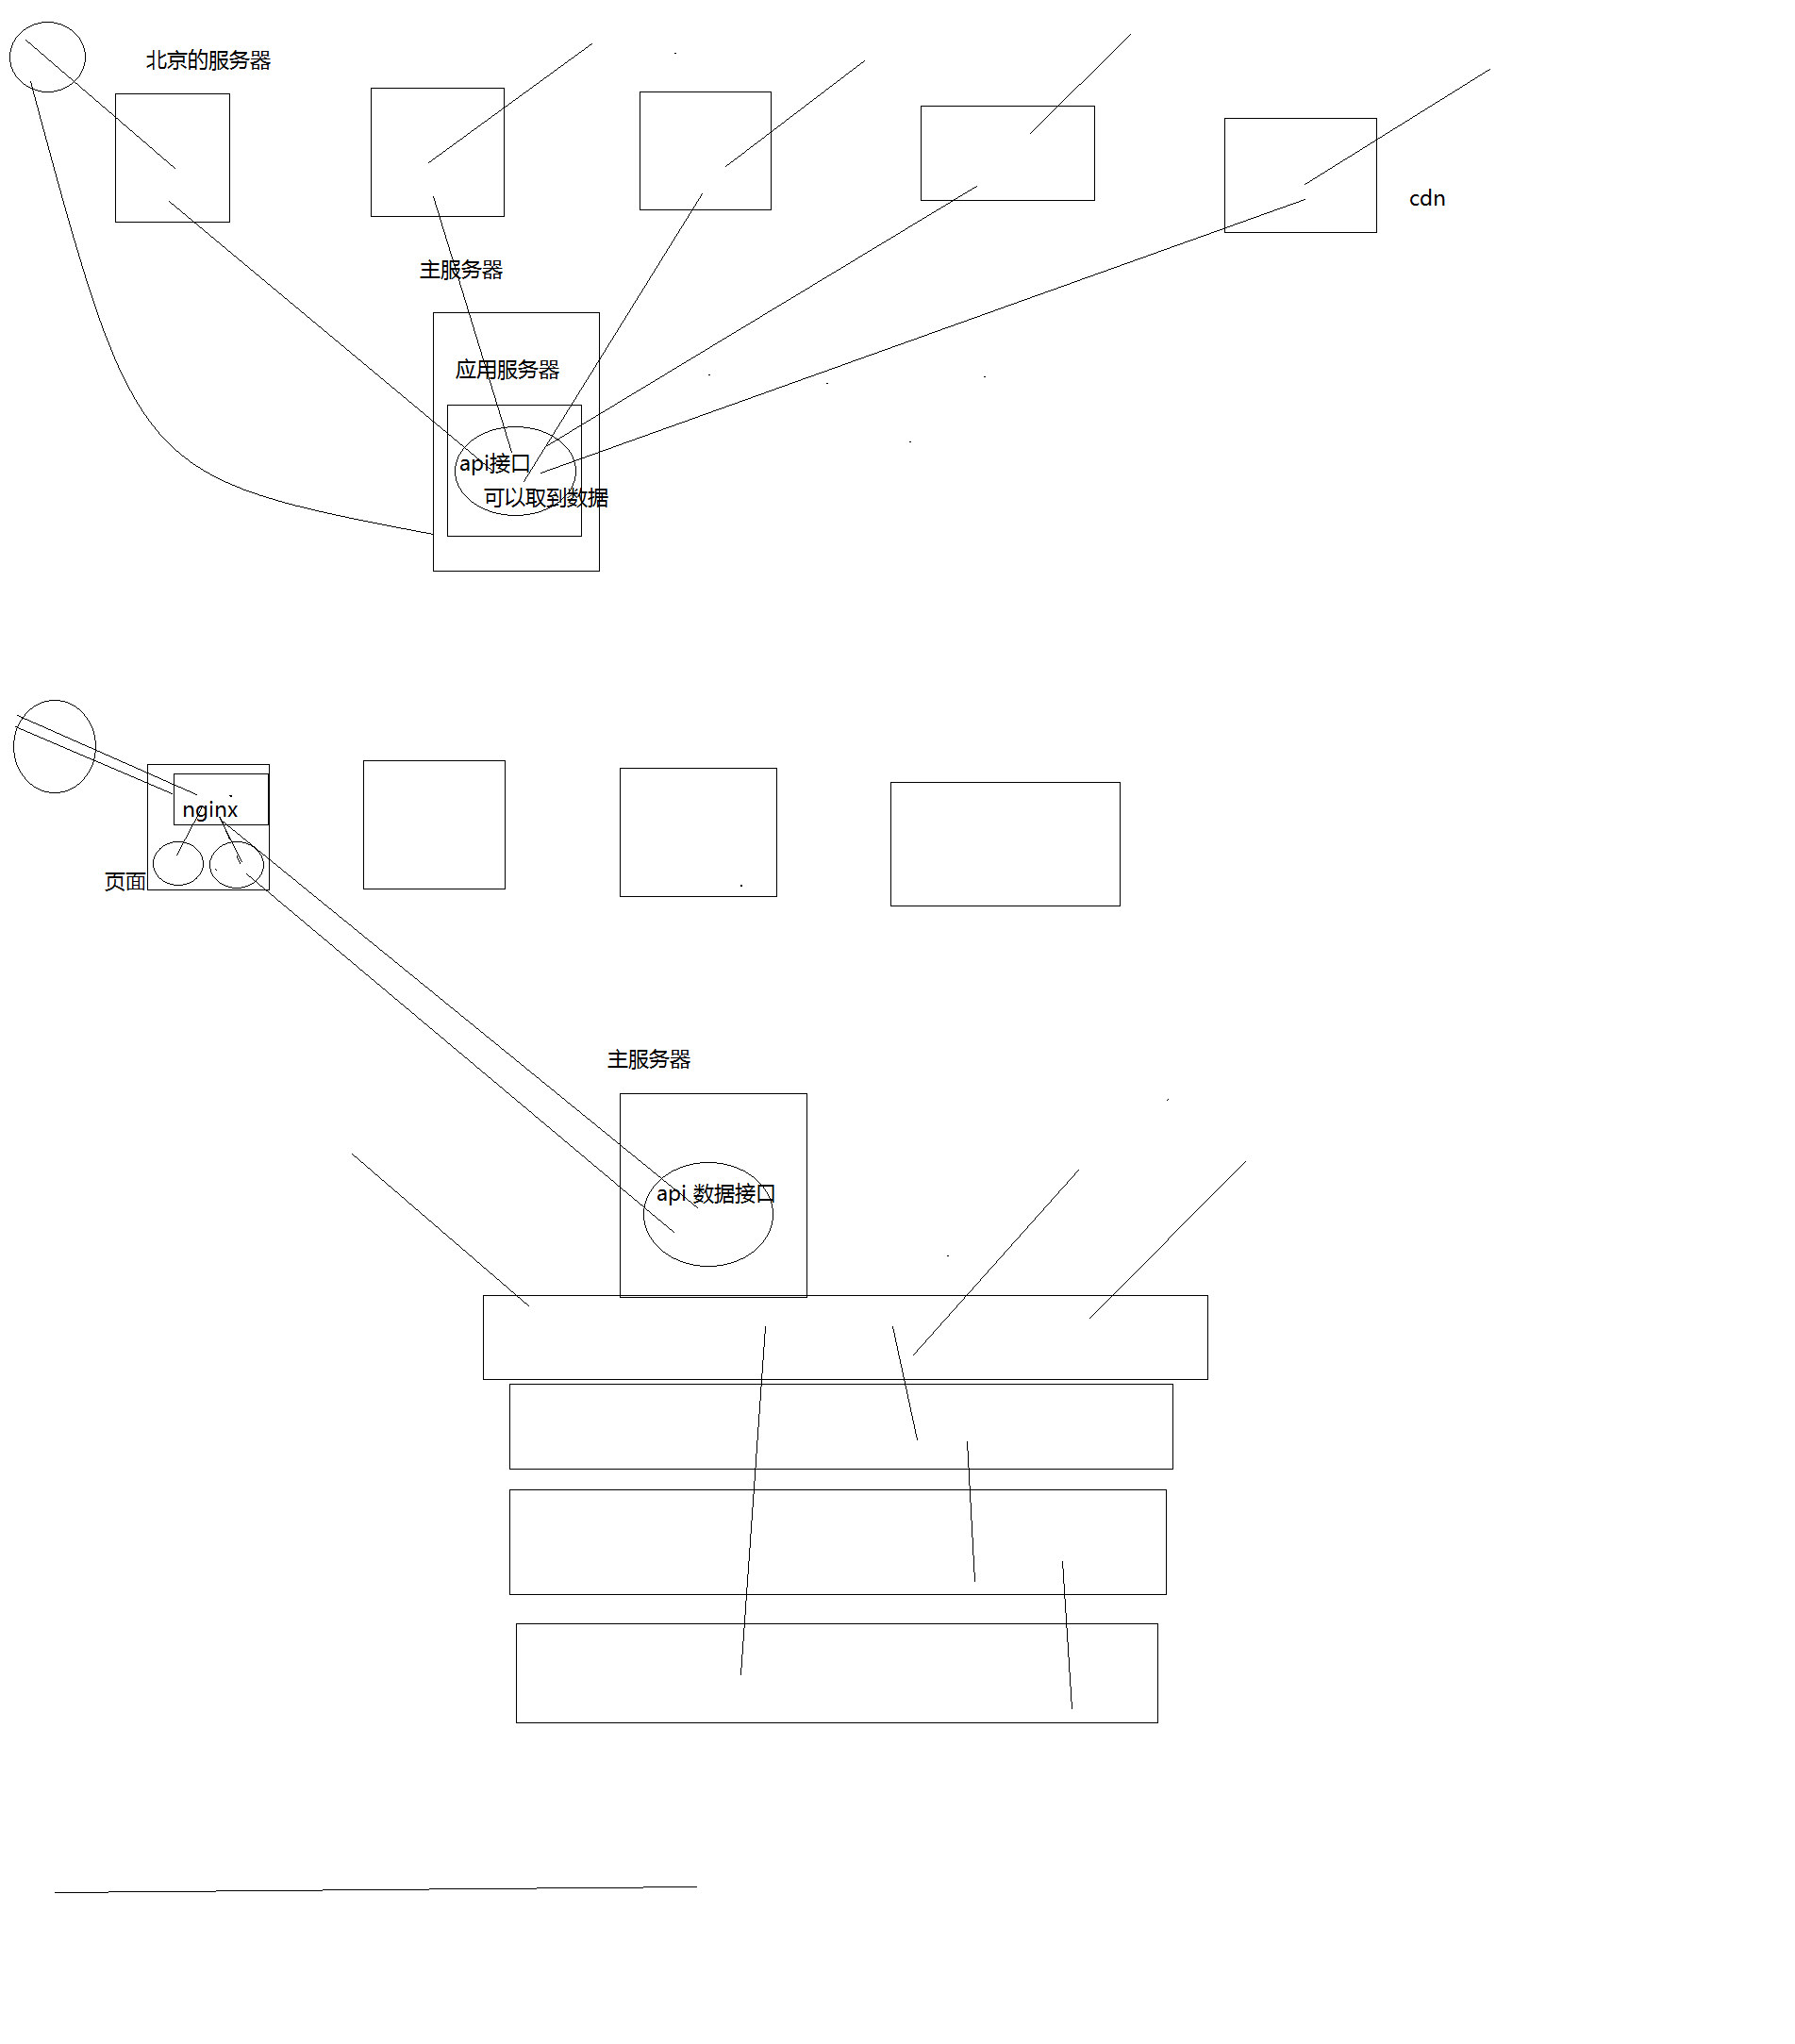 北京的服务器
cdn
主服务器
应用服务器
api接口
可以取到数据
nginx
页面
主服务器
api 数据接口